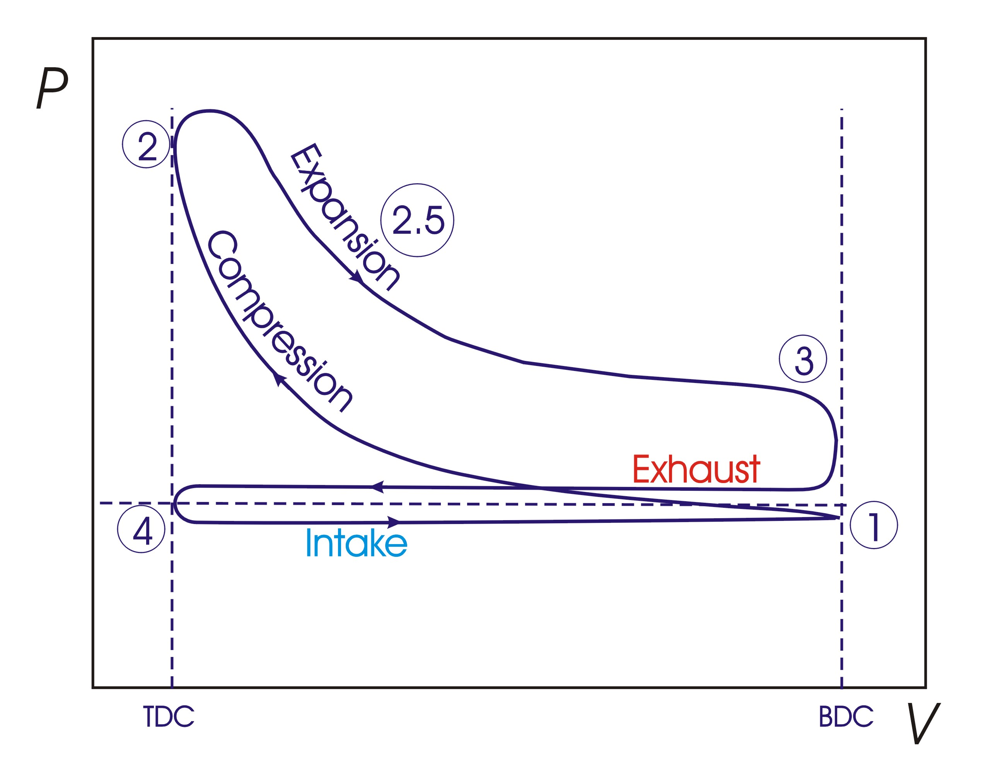 P
2
Expansion
2.5
Compression
3
Exhaust
4
Intake
1
TDC
BDC
V